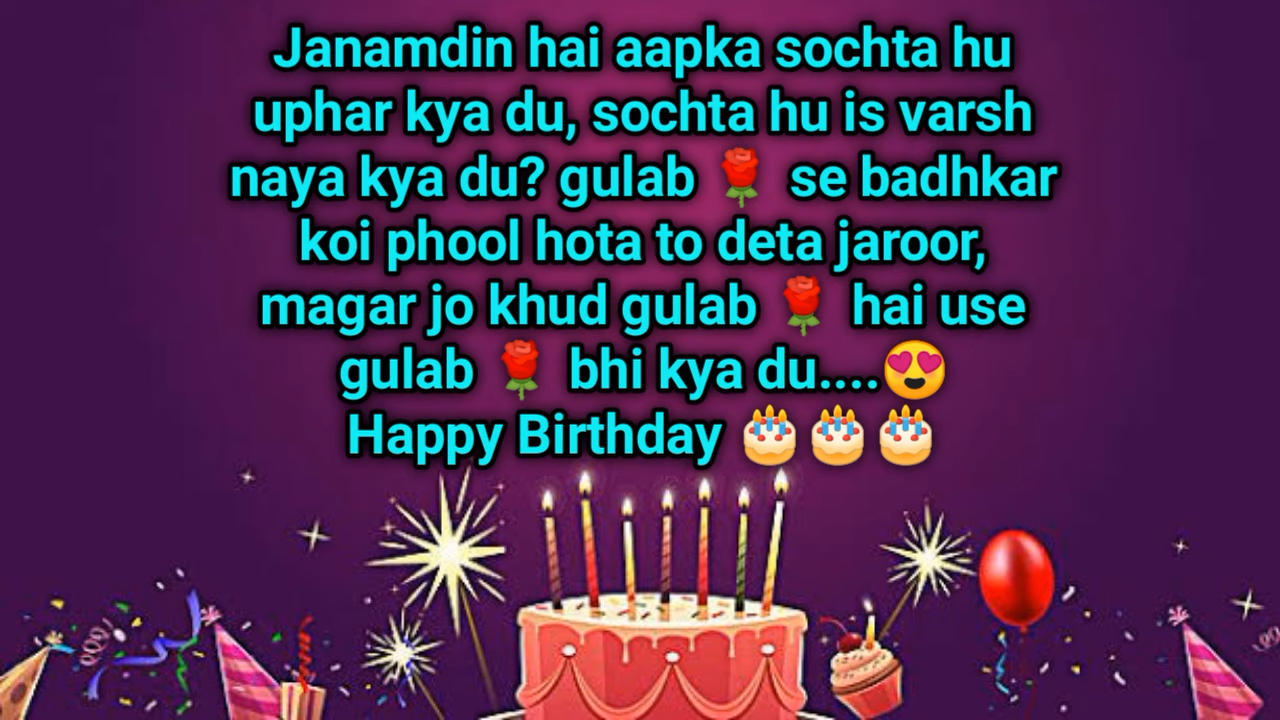 Janamdin hai aapka sochta hu
uphar kya du, sochta hu is varsh
naya kya du? gulab 🌹 se badhkar
koi phool hota to deta jaroor,
magar jo khud gulab 🌹 hai use
gulab 🌹 bhi kya du....😍
Happy Birthday 🎂🎂🎂